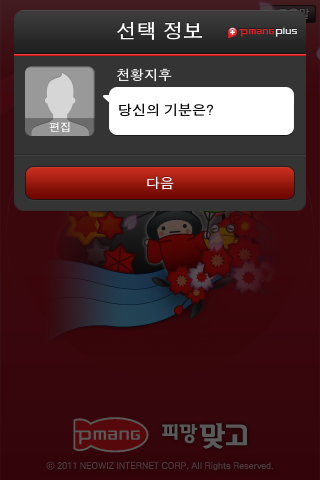 선택 정보
pmang plus
천황지후
당신의 기분은?
편집
다음
pmang 피망 맞고
ⓒ 2011 NEOWIZ INTERNET CORP. All Rights Reserved.